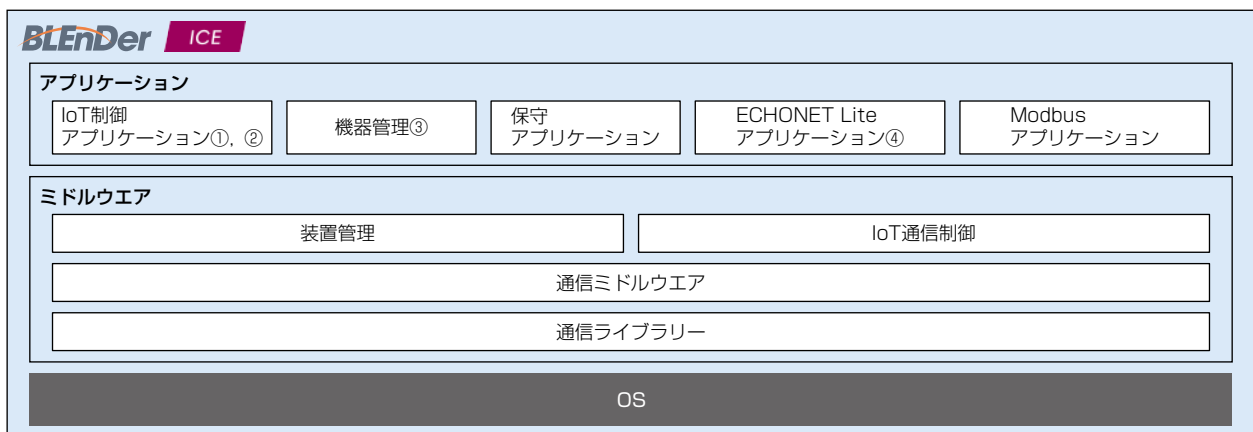 BLEnDer ICE
アプリケーション
IoT制御
アプリケーション①，②
機器管理③
保守
アプリケーション
ECHONET Lite
アプリケーション④
Modbus
アプリケーション
ミドルウエア
装置管理
IoT通信制御
通信ミドルウエア
通信ライブラリー
OS